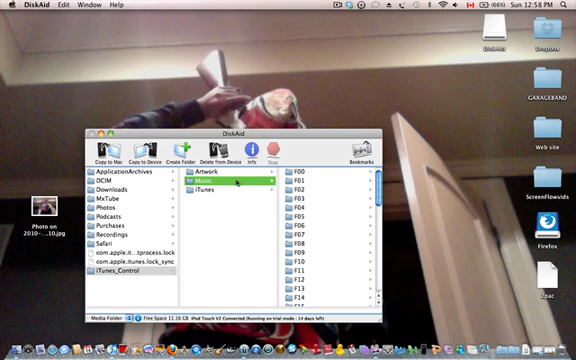 DiskAid Edit Window Help
(66%) Sun 12:58 PM
DiskAid
Dropbox
GARAGEBAND
Web site
ScreenFlowvids
Firefox
2pac
Photo on
2010-...10.jpg
DiskAid
Copy to Mac Copy to Device Create Folder Delete from Device Info Stop Bookmarks
ApplicationArchives
DCIM
Downloads
MxTube
Photos
Podcasts
Purchases
Recordings
Safari
com.apple.it...tprocess.lock
com.apple.itunes.lock_sync
iTunes_Control
Artwork
Music
iTunes
F00
F01
F02
F03
F04
F05
F06
F07
F08
F09
F10
F11
F12
F13
F14
Media Folder Free Space 11.16 GB iPod Touch V2 Connected (Running on trial mode : 14 days left)